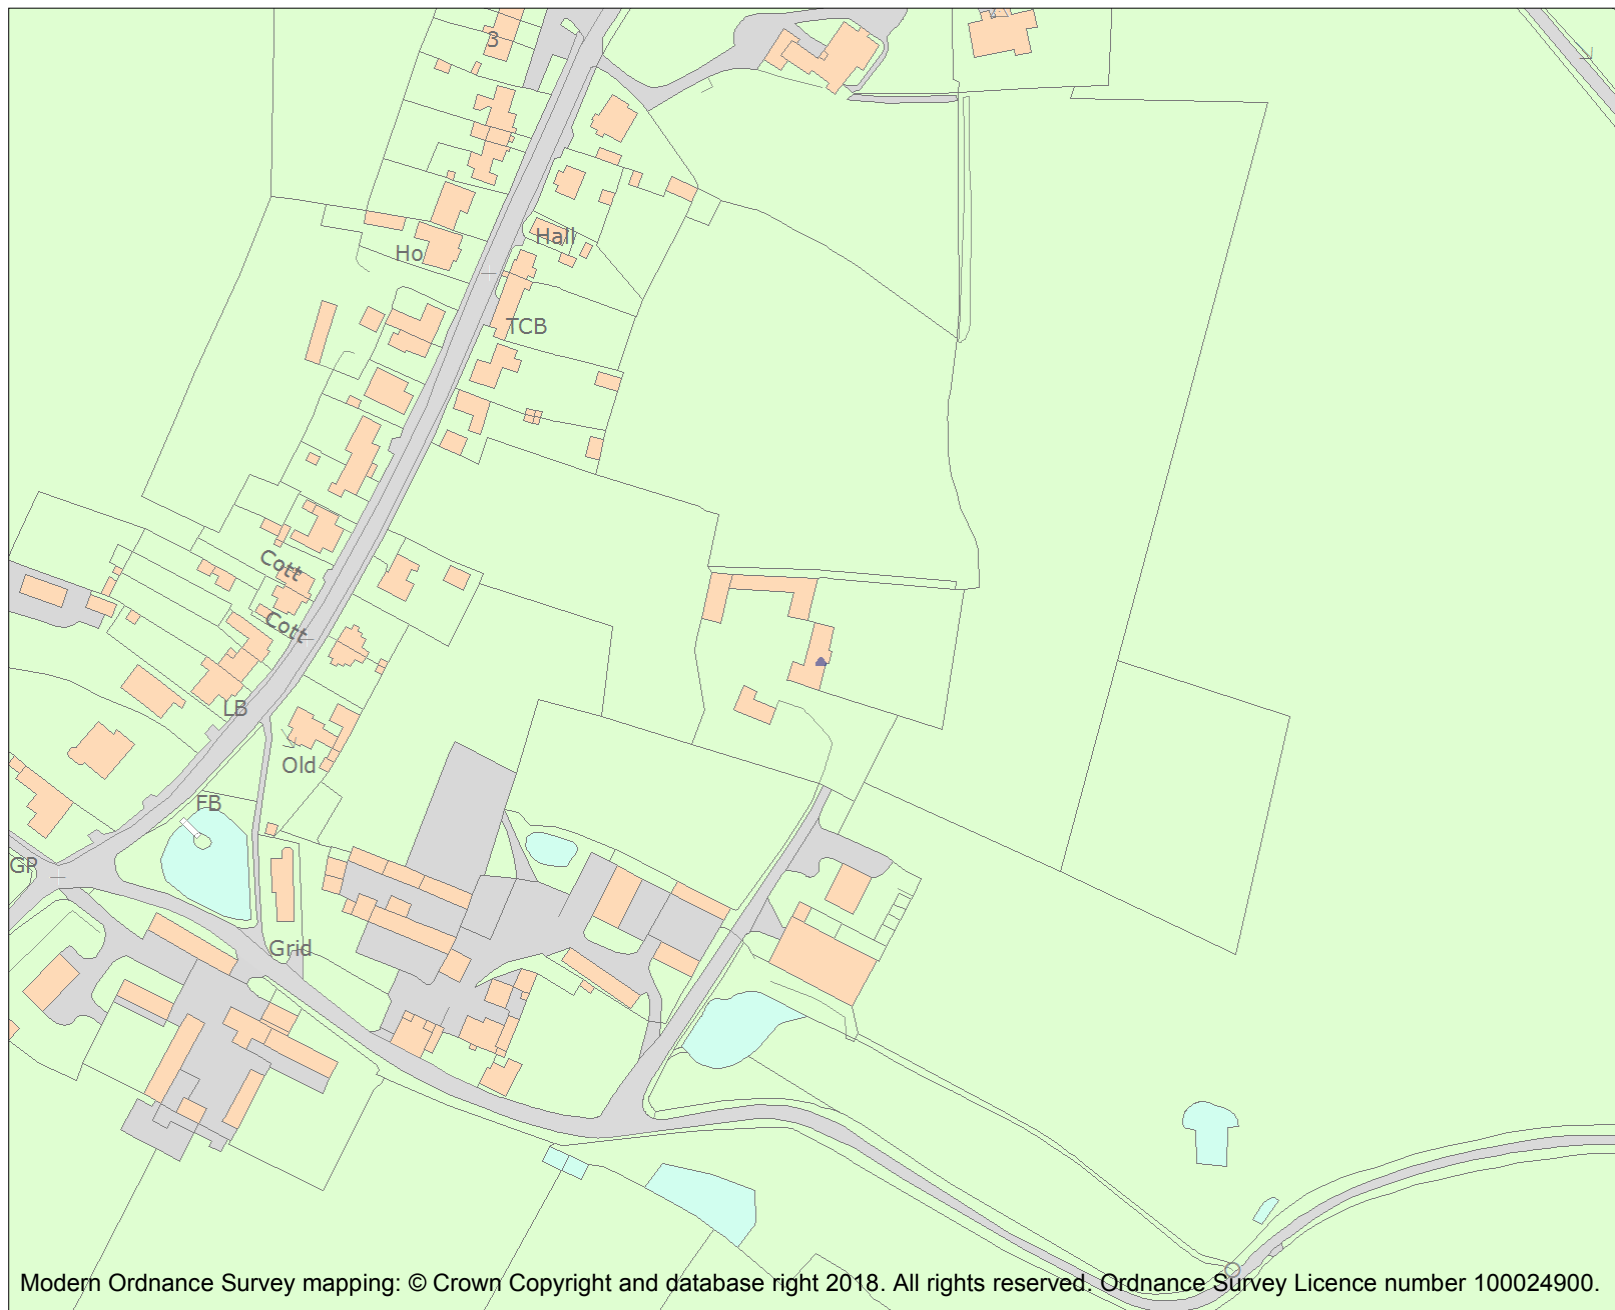 3
Hall
Ho
TCB
Cott
Cott
LB
Old
FB
GP
Grid
Modern Ordnance Survey mapping: © Crown Copyright and database right 2018. All rights reserved. Ordnance Survey Licence number 100024900.